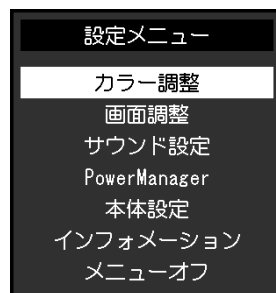 設定メニュー
カラー調整
画面調整
サウンド設定
PowerManager
本体設定
インフォメーション
メニューオフ